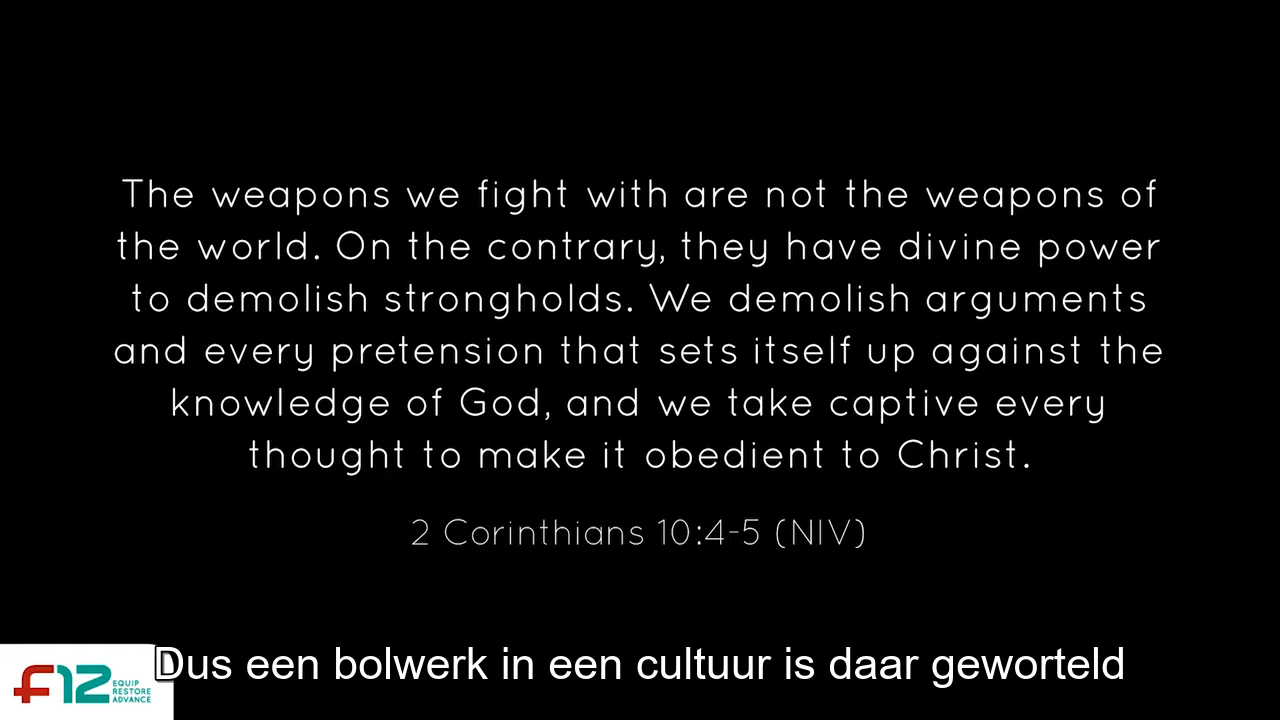 The weapons we fight with are not the weapons of
the world. On the contrary, they have divine power
to demolish strongholds. We demolish arguments
and every pretension that sets itself up against the
knowledge of God, and we take captive every
thought to make it obedient to Christ.
2 Corinthians 10:4-5 (NIV)
Dus een bolwerk in een cultuur is daar geworteld
F12 EQUIP
RESTORE
ADVANCE